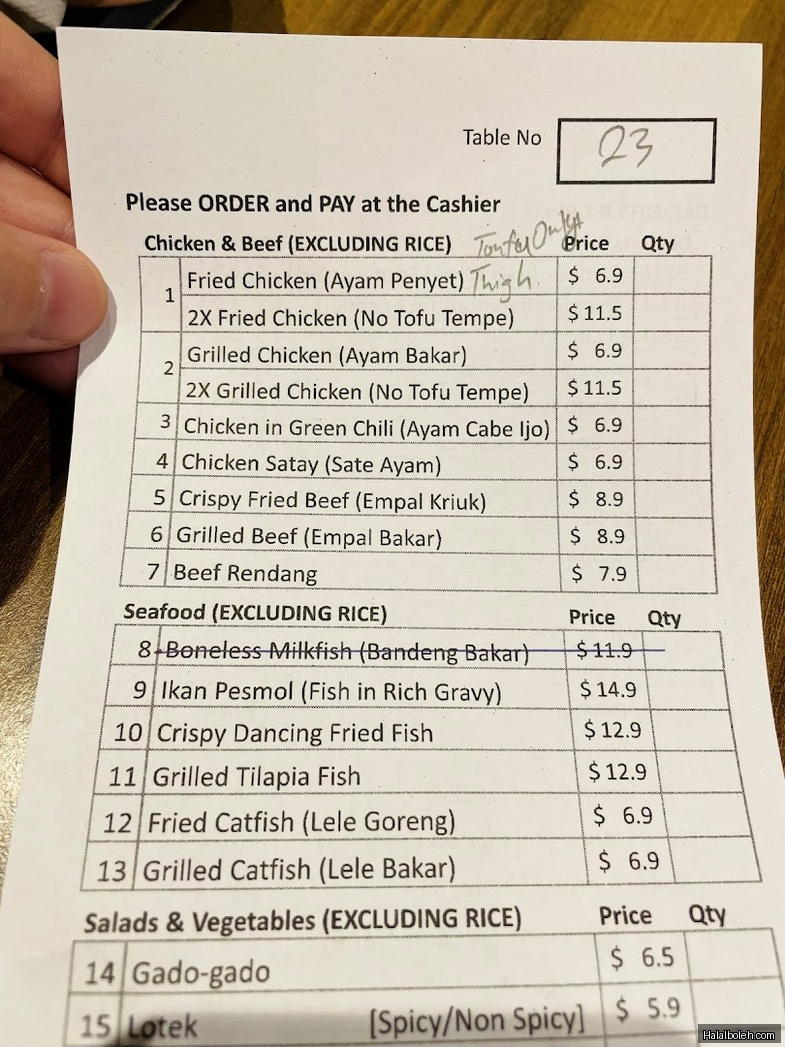 Table No 23
Please ORDER and PAY at the Cashier
Chicken & Beef (EXCLUDING RICE) Only Price Qty
1 Fried Chicken (Ayam Penyet) Thigh $ 6.9
2X Fried Chicken (No Tofu Tempe) $ 11.5
2 Grilled Chicken (Ayam Bakar) $ 6.9
2X Grilled Chicken (No Tofu Tempe) $ 11.5
3 Chicken in Green Chili (Ayam Cabe Ijo) $ 6.9
4 Chicken Satay (Sate Ayam) $ 6.9
5 Crispy Fried Beef (Empal Kriuk) $ 8.9
6 Grilled Beef (Empal Bakar) $ 8.9
7 Beef Rendang $ 7.9
Seafood (EXCLUDING RICE) Price Qty
8 Boneless Milkfish (Bandeng Bakar) $ 11.9
9 Ikan Pesmol (Fish in Rich Gravy) $ 14.9
10 Crispy Dancing Fried Fish $ 12.9
11 Grilled Tilapia Fish $ 12.9
12 Fried Catfish (Lele Goreng) $ 6.9
13 Grilled Catfish (Lele Bakar) $ 6.9
Salads & Vegetables (EXCLUDING RICE) Price Qty
14 Gado-gado $ 6.5
15 Lotek [Spicy/Non Spicy] $ 5.9
Halalboleh.com